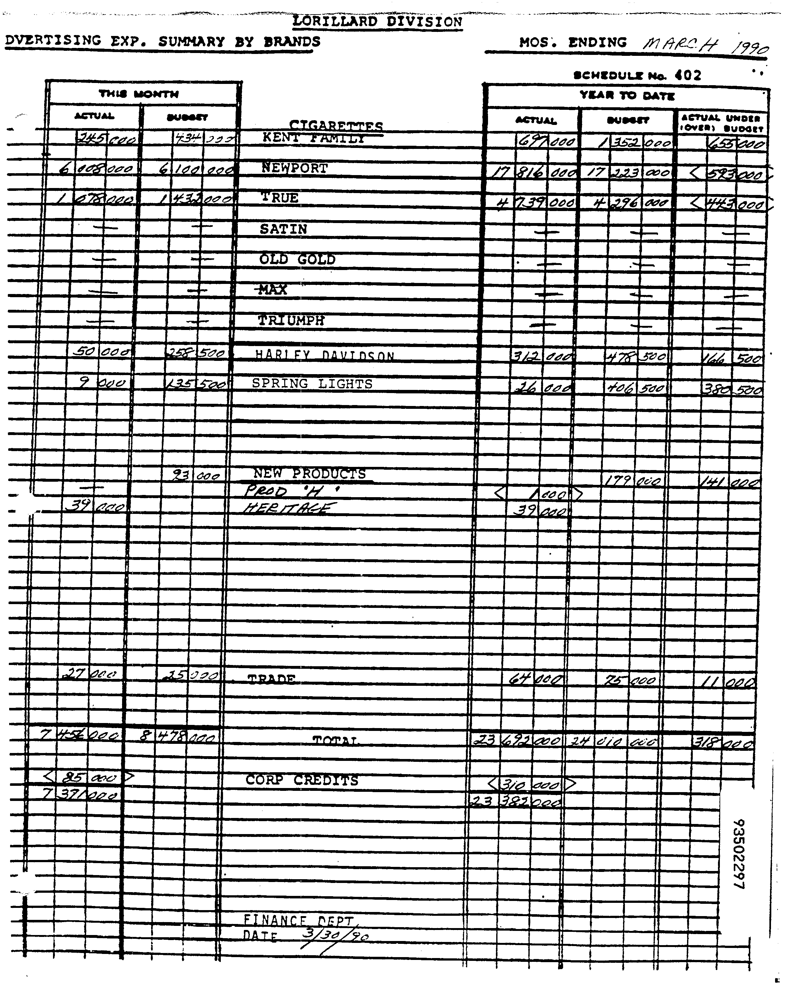 LORILLARD DIVISION
DVERTISING EXP. SUMMARY BY BRANDS MOS. ENDING MARCH 1990
SCHEDULE No. 402
THIS MONTH YEAR TO DATE
ACTUAL BUDGET CIGARETTES ACTUAL BUDGET ACTUAL UNDER (OVER) BUDGET
245 000 434 000 KENT FAMILY 697 000 1 352 000 655 000
6 008 000 6 100 000 NEWPORT 17 816 000 17 223 000 < 593 000 >
1 078 000 1 432 000 TRUE 4 739 000 4 296 000 < 443 000 >
— — SATIN — — —
— — OLD GOLD — — —
— — MAX — — —
— — TRIUMPH — — —
50 000 258 500 HARLEY DAVIDSON 312 000 478 500 166 500
9 000 135 500 SPRING LIGHTS 26 000 406 500 380 500
93 000 NEW PRODUCTS 179 000 141 000
— PROD "H" < 1 000 >
39 000 HERITAGE 39 000
27 000 25 000 TRADE 64 000 75 000 11 000
7 456 000 8 478 000 TOTAL 23 692 000 24 010 000 318 000
< 85 000 > CORP CREDITS < 310 000 >
7 371 000 23 382 000
93502297
FINANCE DEPT.
DATE 3/30/90